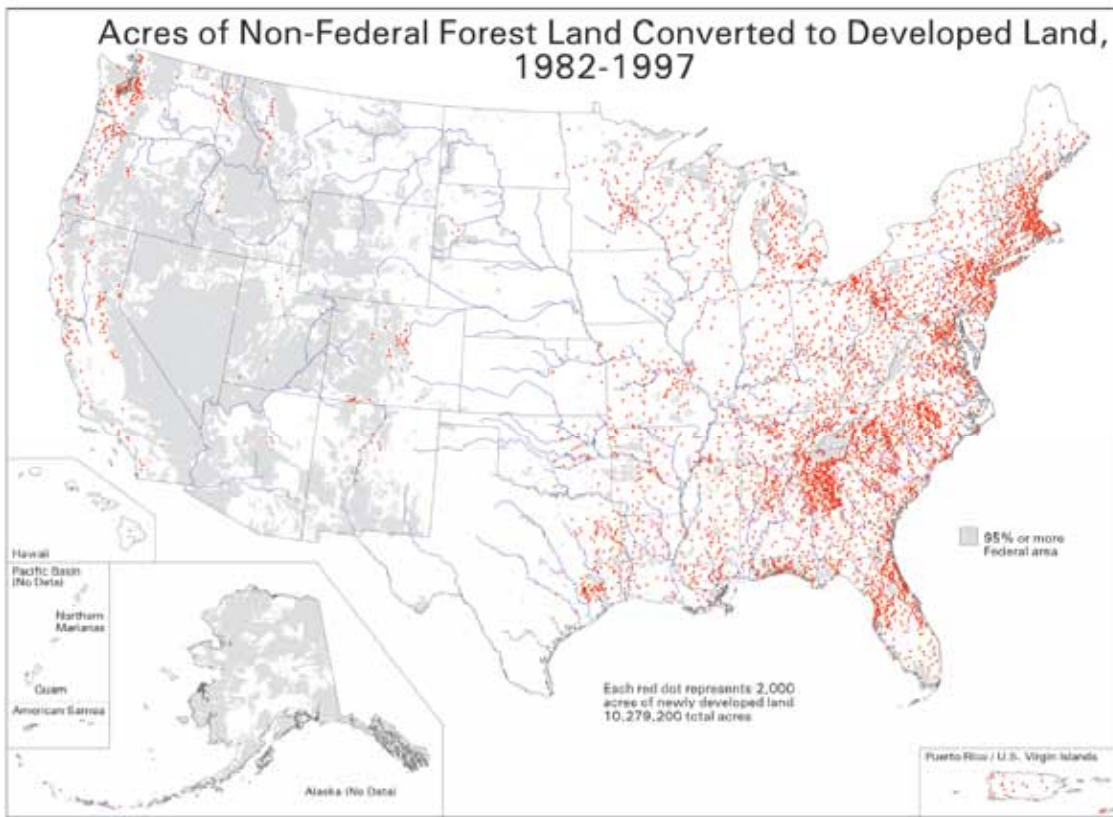 Acres of Non-Federal Forest Land Converted to Developed Land,
1982-1997
95% or more
Federal area
Hawaii
Pacific Basin
(No Data)
Northern
Marianas
Guam
American Samoa
Alaska (No Data)
Each red dot represents 2,000
acres of newly developed land
10,279,200 total acres
Puerto Rico / U.S. Virgin Islands